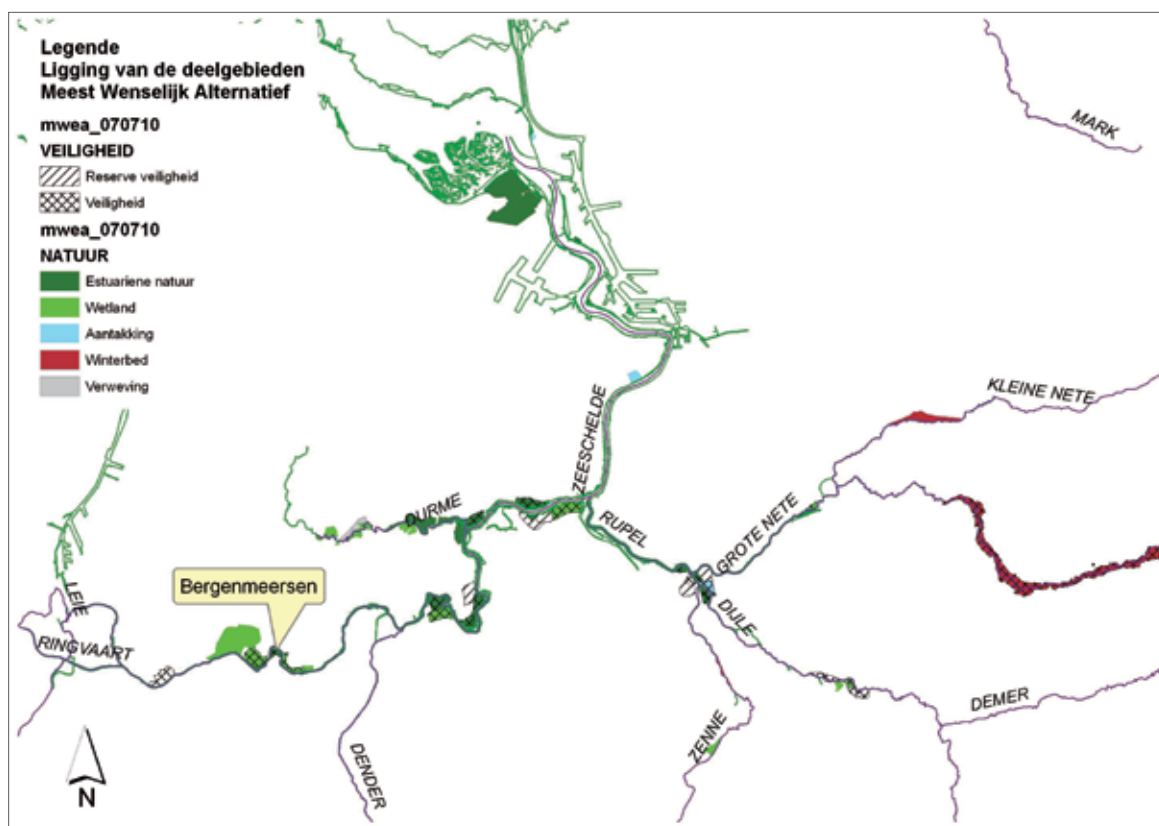 Legende
Ligging van de deelgebieden
Meest Wenselijk Alternatief
mwea_070710
VEILIGHEID
Reserve veiligheid
Veiligheid
mwea_070710
NATUUR
Estuariene natuur
Wetland
Aantakking
Winterbed
Verweving
MARK
KLEINE NETE
ZEESCHELDE
DURME
RUPEL
GROTE NETE
Bergenmeersen
LEIE
RINGVAART
DIJLE
DEMER
ZENNE
DENDER
N